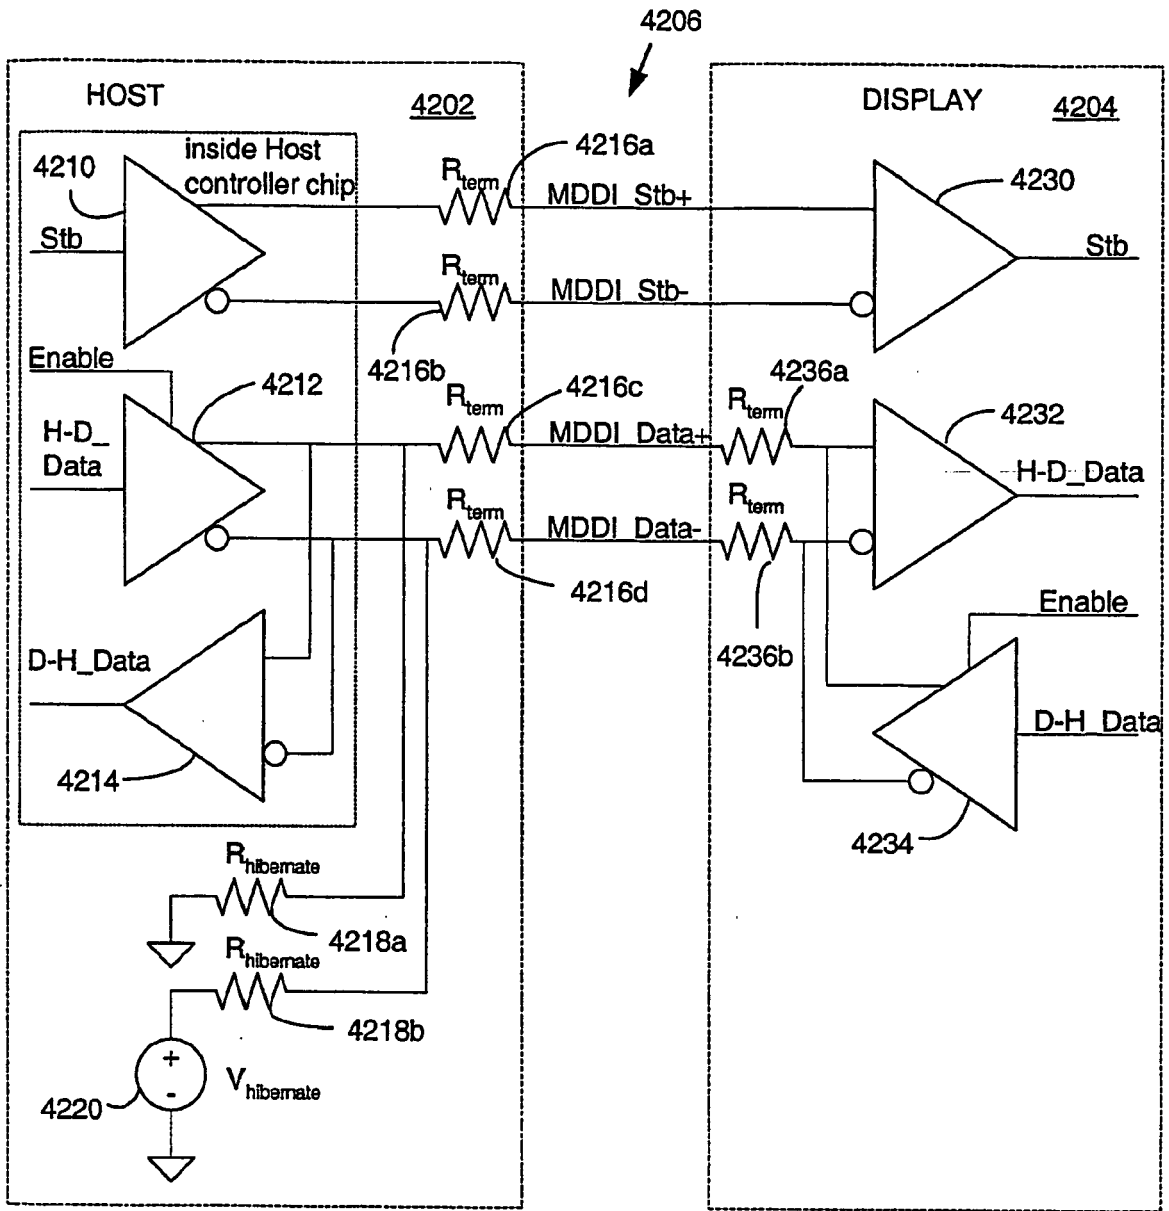 4206
HOST
4202
DISPLAY
4204
inside Host
controller chip
4210
Stb
Rterm
4216a
MDDI_Stb+
4230
Stb
Rterm
MDDI_Stb-
4216b
Enable
4212
H-D_
Data
Rterm
4216c
MDDI_Data+
4236a
Rterm
4232
H-D_Data
Rterm
MDDI_Data-
Rterm
4216d
4236b
Enable
D-H_Data
4214
D-H_Data
4234
Rhibernate
4218a
Rhibernate
4218b
+
-
Vhibernate
4220